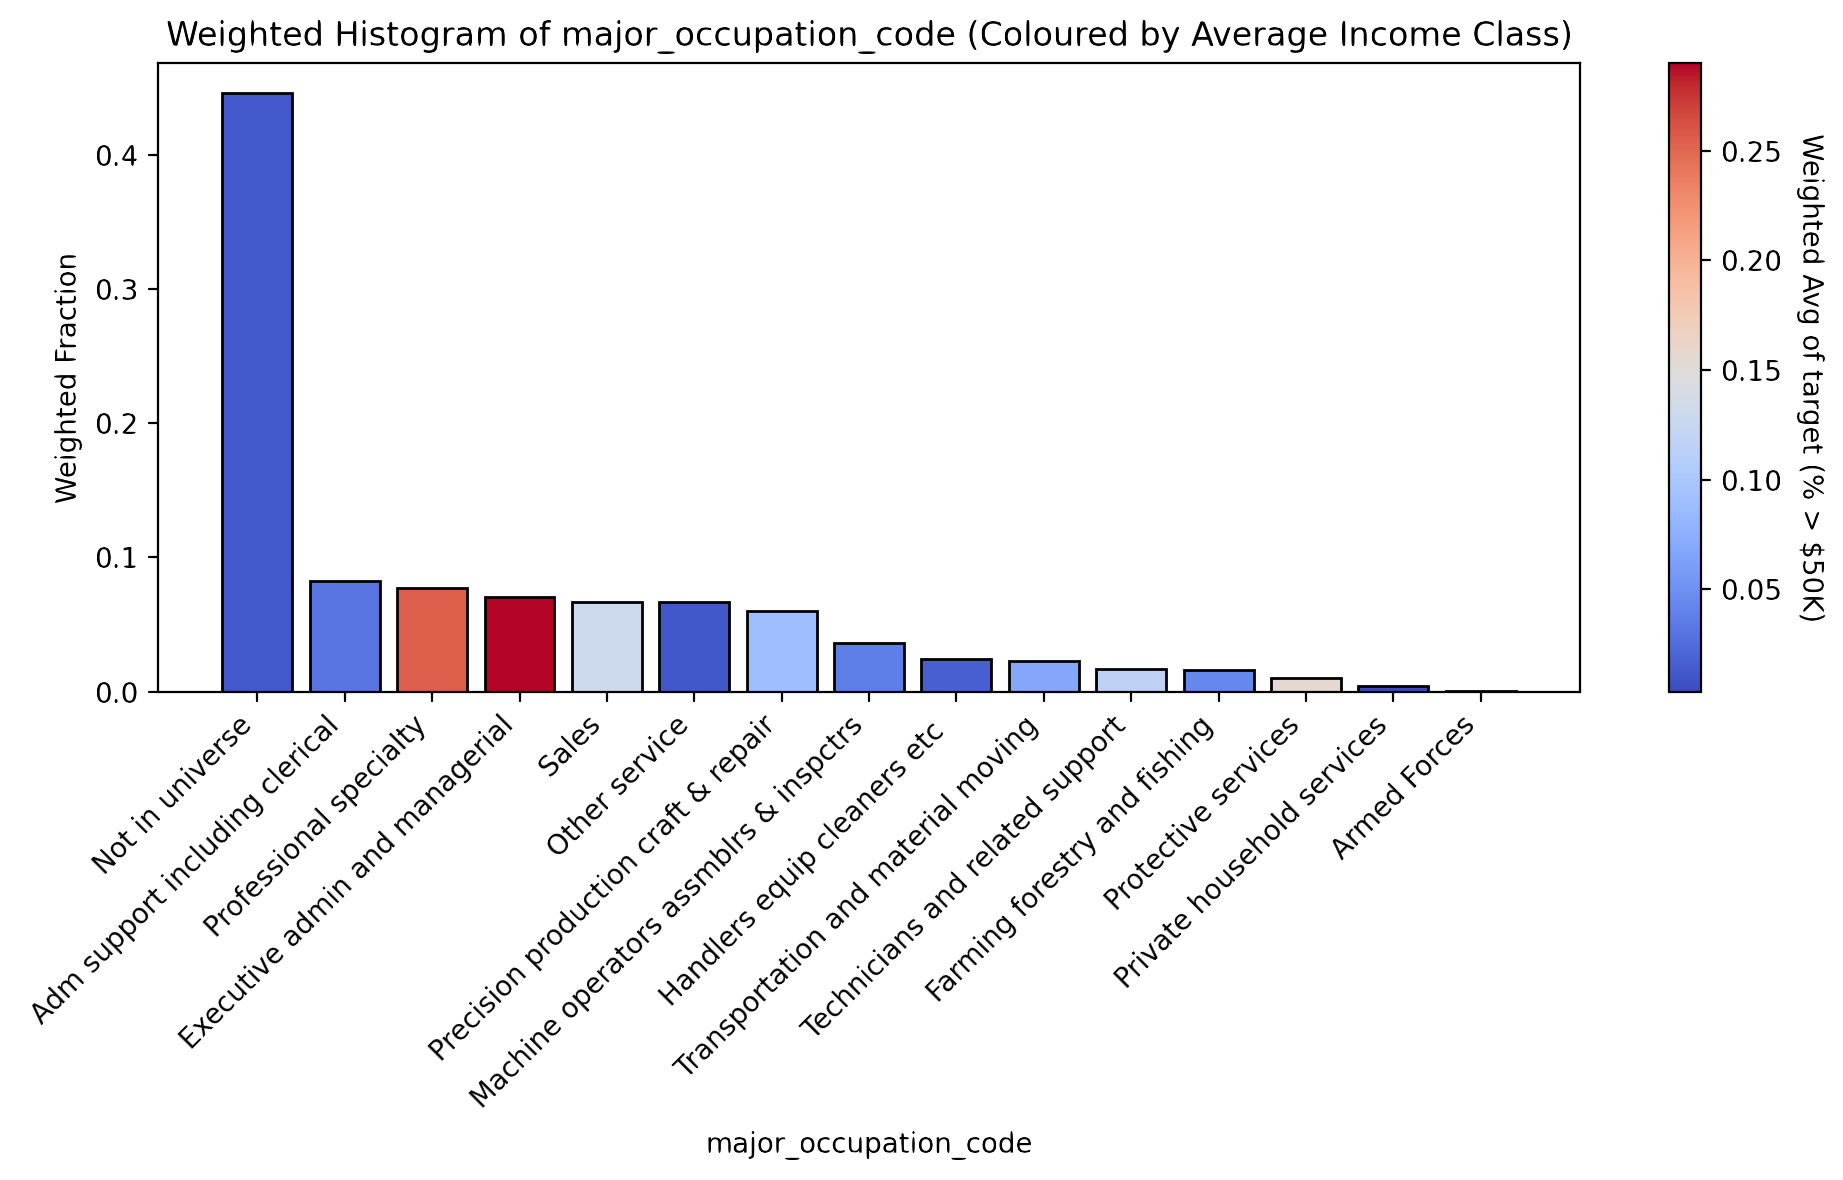 Weighted Histogram of major_occupation_code (Coloured by Average Income Class)
Weighted Fraction
0.4
0.3
0.2
0.1
0.0
Not in universe
Adm support including clerical
Professional specialty
Executive admin and managerial
Sales
Other service
Precision production craft & repair
Machine operators assmblrs & inspctrs
Handlers equip cleaners etc
Transportation and material moving
Technicians and related support
Farming forestry and fishing
Protective services
Private household services
Armed Forces
major_occupation_code
0.25
0.20
0.15
0.10
0.05
Weighted Avg of target (% > $50K)